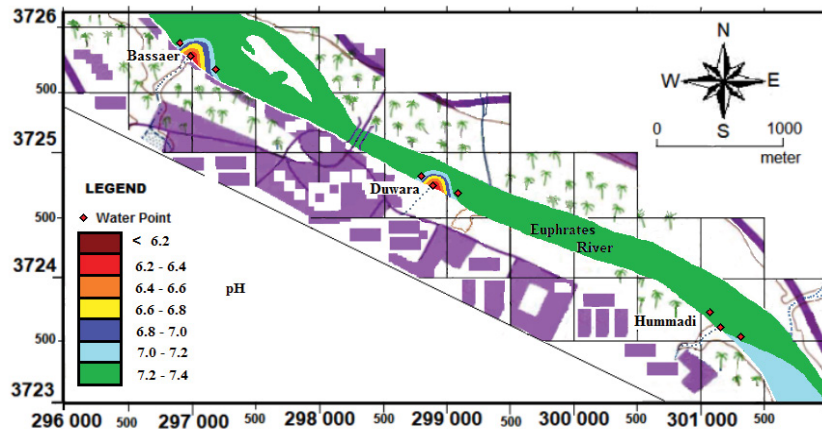 3726
500
3725
500
3724
500
3723
296 000
500
297 000
500
298 000
500
299 000
500
300 000
500
301 000
500
Bassaer
Duwara
Euphrates
River
Hummadi
N
W E
S
0 1000
meter
LEGEND
Water Point
< 6.2
6.2 - 6.4
6.4 - 6.6
6.6 - 6.8
6.8 - 7.0
7.0 - 7.2
7.2 - 7.4
pH